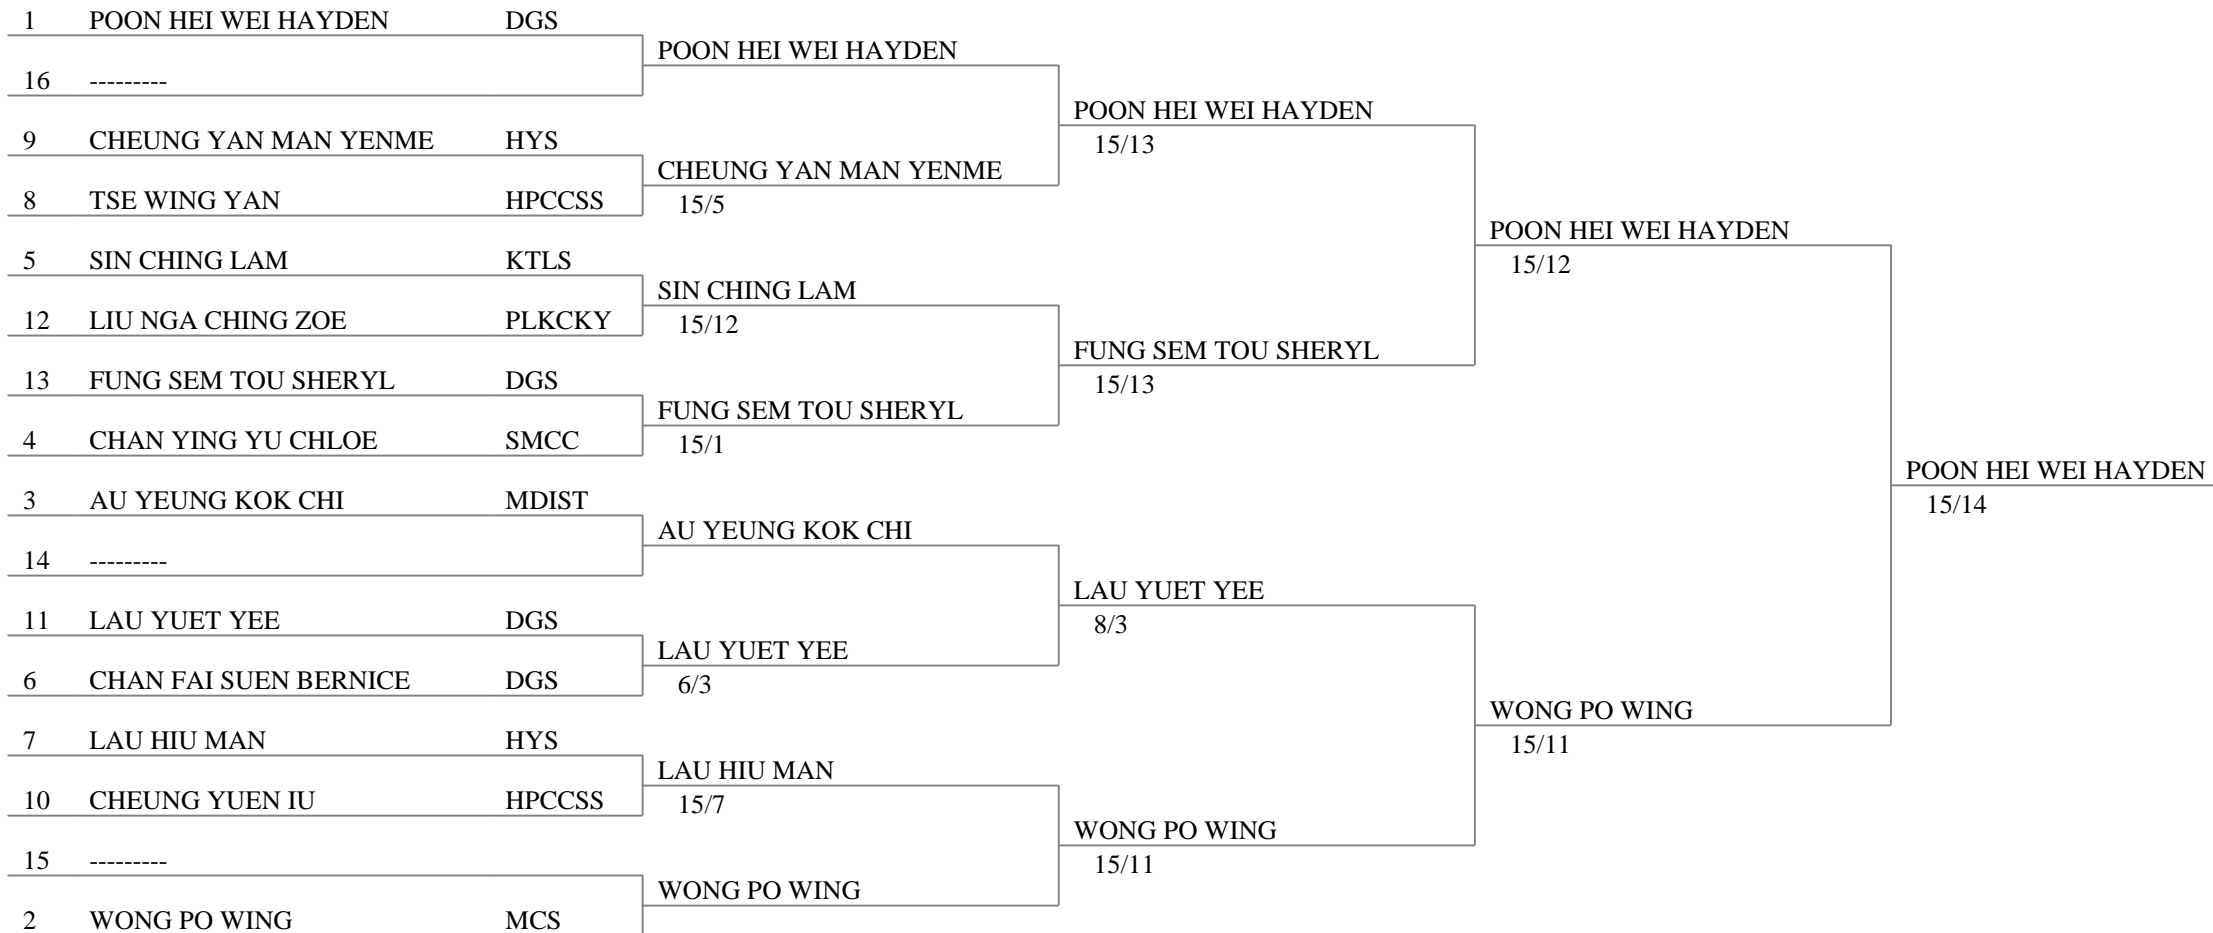 1 POON HEI WEI HAYDEN DGS
POON HEI WEI HAYDEN
16 ---------
POON HEI WEI HAYDEN
15/13
9 CHEUNG YAN MAN YENME HYS
CHEUNG YAN MAN YENME
15/5
8 TSE WING YAN HPCCSS
POON HEI WEI HAYDEN
15/12
5 SIN CHING LAM KTLS
SIN CHING LAM
15/12
12 LIU NGA CHING ZOE PLKCKY
FUNG SEM TOU SHERYL
15/13
13 FUNG SEM TOU SHERYL DGS
FUNG SEM TOU SHERYL
15/1
4 CHAN YING YU CHLOE SMCC
POON HEI WEI HAYDEN
15/14
3 AU YEUNG KOK CHI MDIST
AU YEUNG KOK CHI
14 ---------
LAU YUET YEE
8/3
11 LAU YUET YEE DGS
LAU YUET YEE
6/3
6 CHAN FAI SUEN BERNICE DGS
WONG PO WING
15/11
7 LAU HIU MAN HYS
LAU HIU MAN
15/7
10 CHEUNG YUEN IU HPCCSS
WONG PO WING
15/11
15 ---------
WONG PO WING
2 WONG PO WING MCS